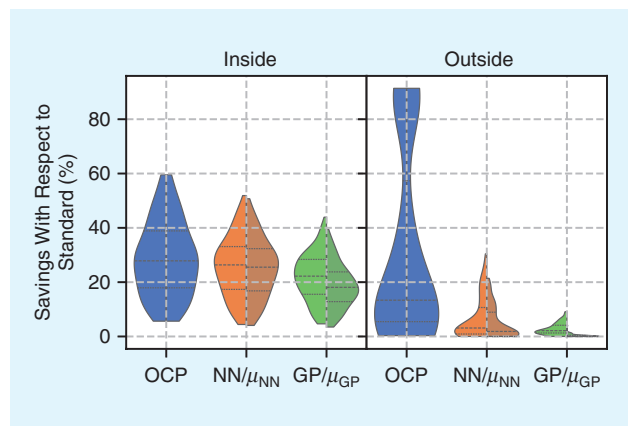 Inside Outside
Savings With Respect to
Standard (%)
80
60
40
20
0
OCP NN/μNN GP/μGP OCP NN/μNN GP/μGP